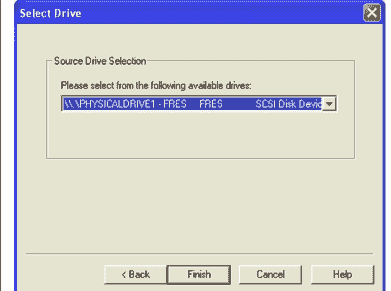 Select Drive
Source Drive Selection
Please select from the following available drives:
\\.\PHYSICALDRIVE1 - FRES FRES SCSI Disk Devic
< Back Finish Cancel Help